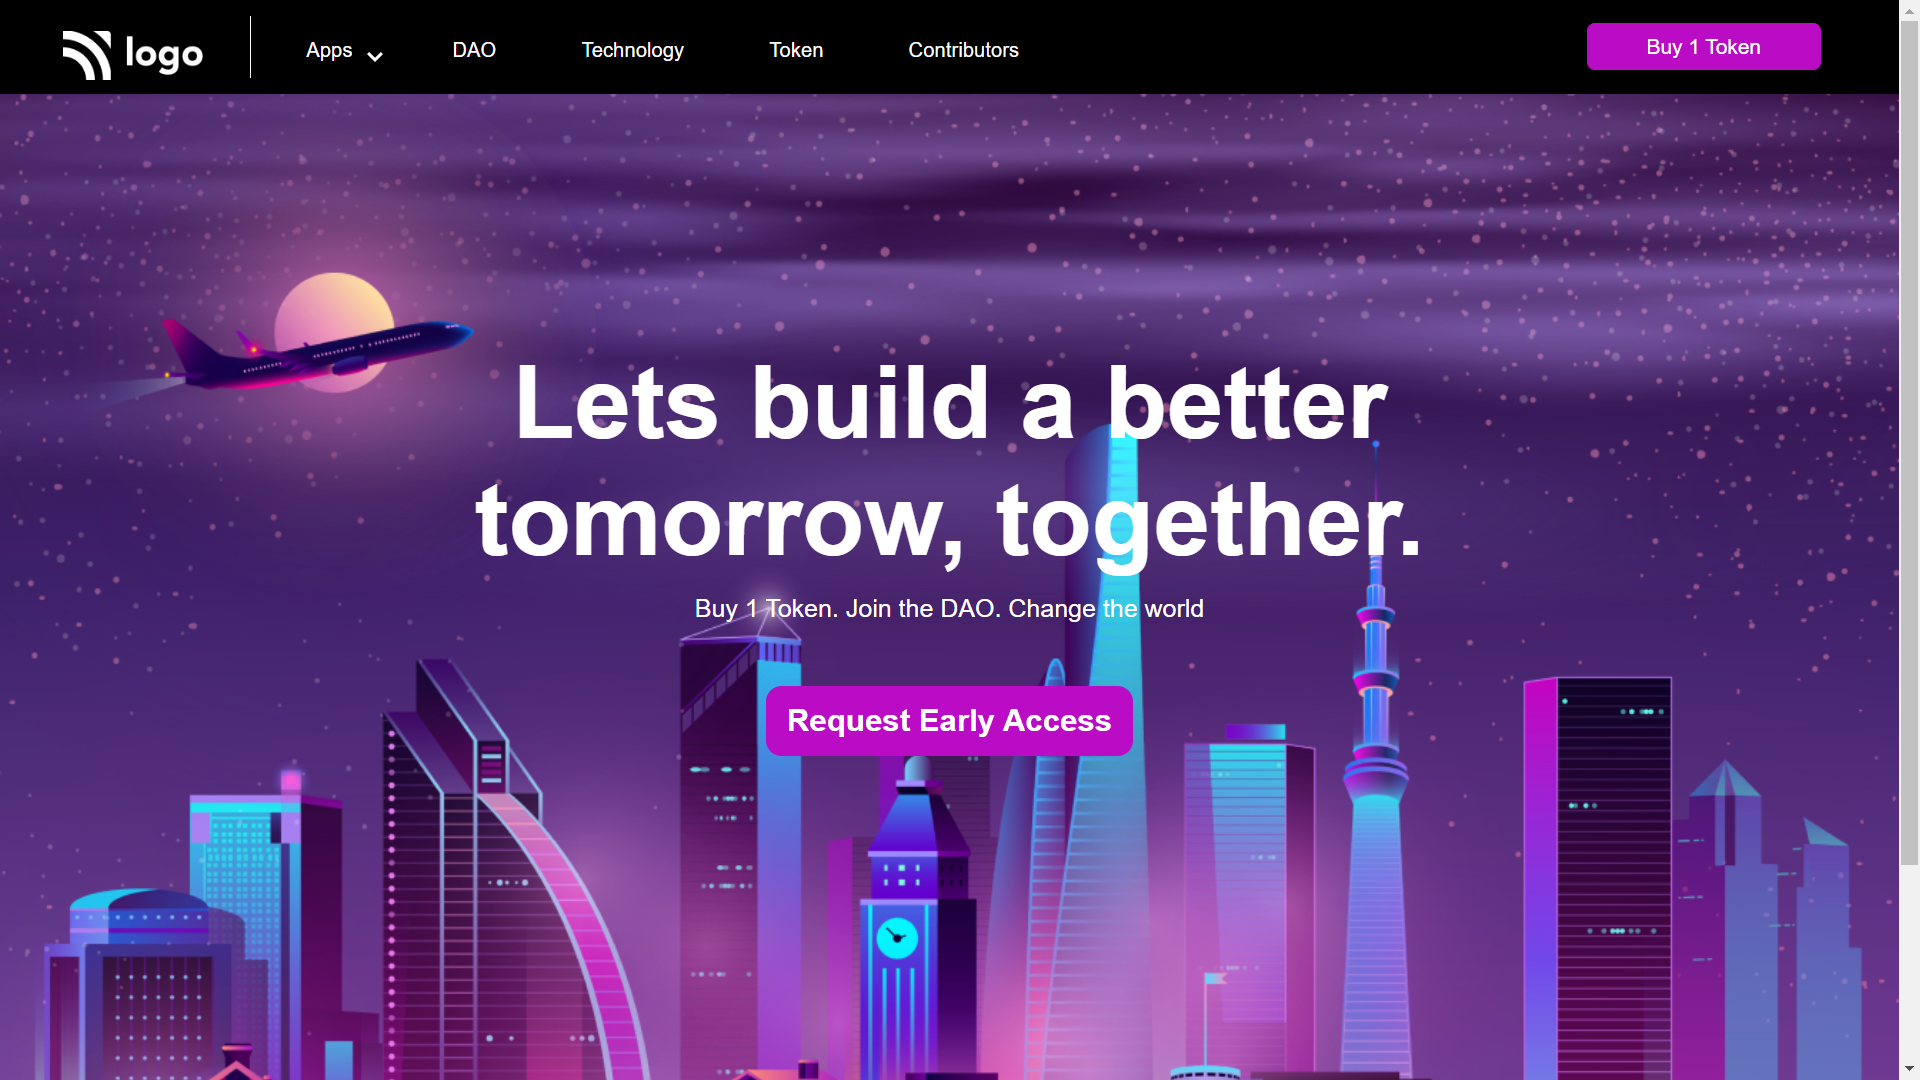 logo
Apps
DAO
Technology
Token
Contributors
Buy 1 Token
Lets build a better
tomorrow, together.
Buy 1 Token. Join the DAO. Change the world
Request Early Access